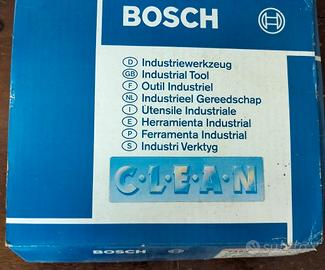 BOSCH
D Industriewerkzeug
GB Industrial Tool
F Outil Industriel
NL Industrieel Gereedschap
I Utensile Industriale
E Herramienta Industrial
P Ferramenta Industrial
S Industri Verktyg
C·L·E·A·N
BOSCH
subito